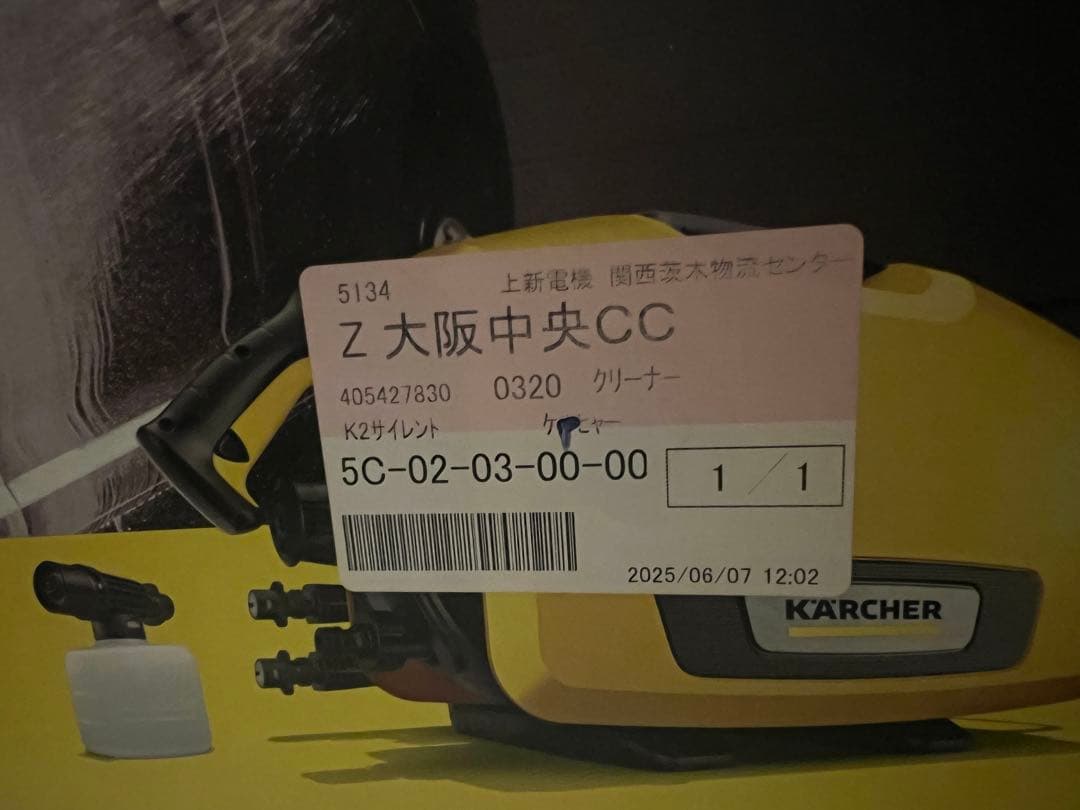 5134 上新電機 関西茨木物流センター
Z 大阪中央CC
405427830 0320 クリーナー
K2サイレント
5C-02-03-00-00 1/1
2025/06/07 12:02
KÄRCHER